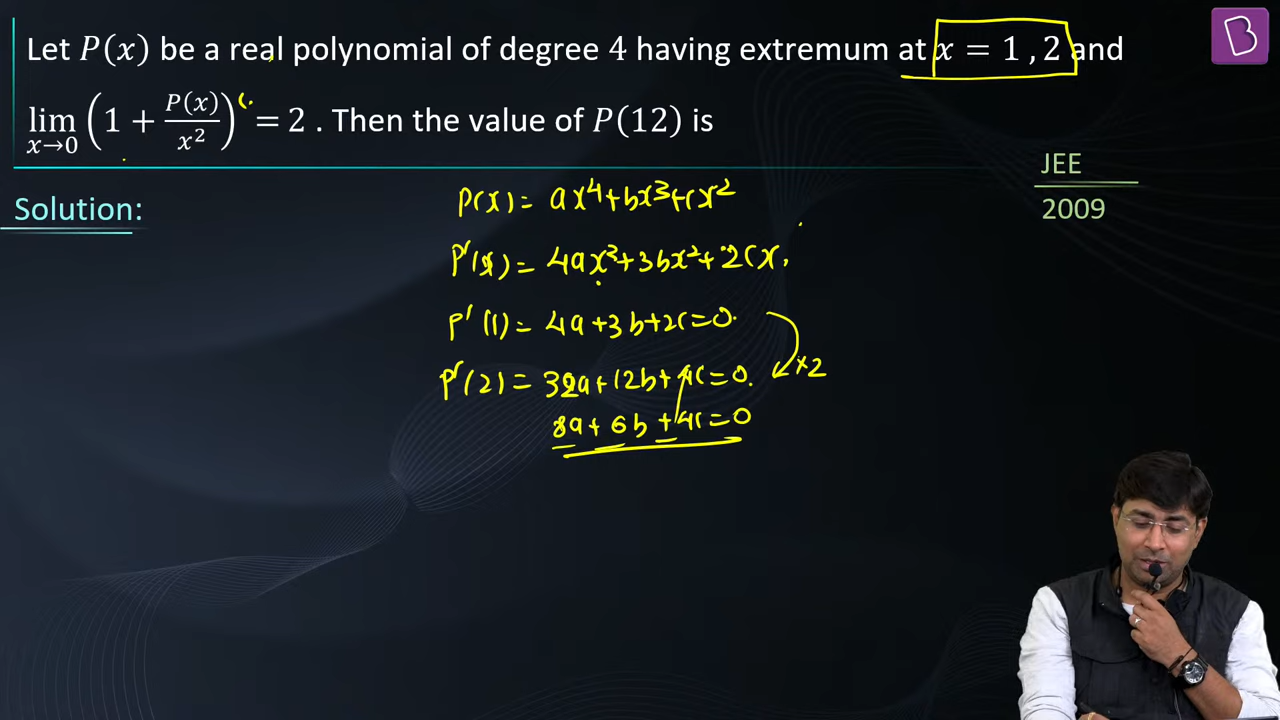 Let P(x) be a real polynomial of degree 4 having extremum at x = 1 , 2 and
lim x→0 (1 + P(x)/x²) = 2 . Then the value of P(12) is
JEE
2009
Solution:
P(x) = ax⁴+bx³+cx²
P'(x) = 4ax³+3bx²+2cx.
P'(1) = 4a+3b+2c=0.
P'(2) = 32a+12b+4c=0.
×2
8a+6b+4c=0
B